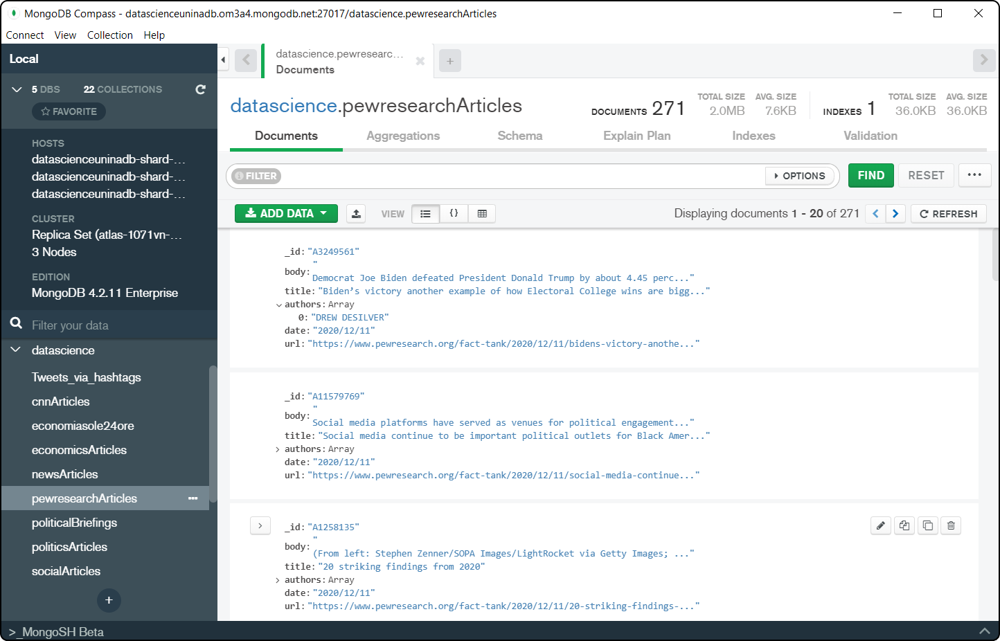 MongoDB Compass - datascienceuninadb.om3a4.mongodb.net:27017/datascience.pewresearchArticles
Connect View Collection Help
Local
5 DBS 22 COLLECTIONS
FAVORITE
HOSTS
datascienceuninadb-shard-...
datascienceuninadb-shard-...
datascienceuninadb-shard-...
CLUSTER
Replica Set (atlas-1071vn-...
3 Nodes
EDITION
MongoDB 4.2.11 Enterprise
Filter your data
datascience
Tweets_via_hashtags
cnnArticles
economiasole24ore
economicsArticles
newsArticles
pewresearchArticles
politicalBriefings
politicsArticles
socialArticles
+
datascience.pewresearc...
Documents
+
datascience.pewresearchArticles
DOCUMENTS 271
TOTAL SIZE AVG. SIZE
2.0MB 7.6KB
INDEXES 1
TOTAL SIZE AVG. SIZE
36.0KB 36.0KB
Documents Aggregations Schema Explain Plan Indexes Validation
FILTER OPTIONS FIND RESET ...
ADD DATA VIEW {} Displaying documents 1 - 20 of 271 REFRESH
_id: "A3249561"
"
body:
Democrat Joe Biden defeated President Donald Trump by about 4.45 perc..."
title: "Biden’s victory another example of how Electoral College wins are bigg..."
authors: Array
0: "DREW DESILVER"
date: "2020/12/11"
url: "https://www.pewresearch.org/fact-tank/2020/12/11/bidens-victory-anothe..."
_id: "A11579769"
"
body:
Social media platforms have served as venues for political engagement..."
title: "Social media continue to be important political outlets for Black Amer..."
authors: Array
date: "2020/12/11"
url: "https://www.pewresearch.org/fact-tank/2020/12/11/social-media-continue..."
_id: "A1258135"
"
body:
(From left: Stephen Zenner/SOPA Images/LightRocket via Getty Images; ..."
title: "20 striking findings from 2020"
authors: Array
date: "2020/12/11"
url: "https://www.pewresearch.org/fact-tank/2020/12/11/20-striking-findings-..."
>_MongoSH Beta